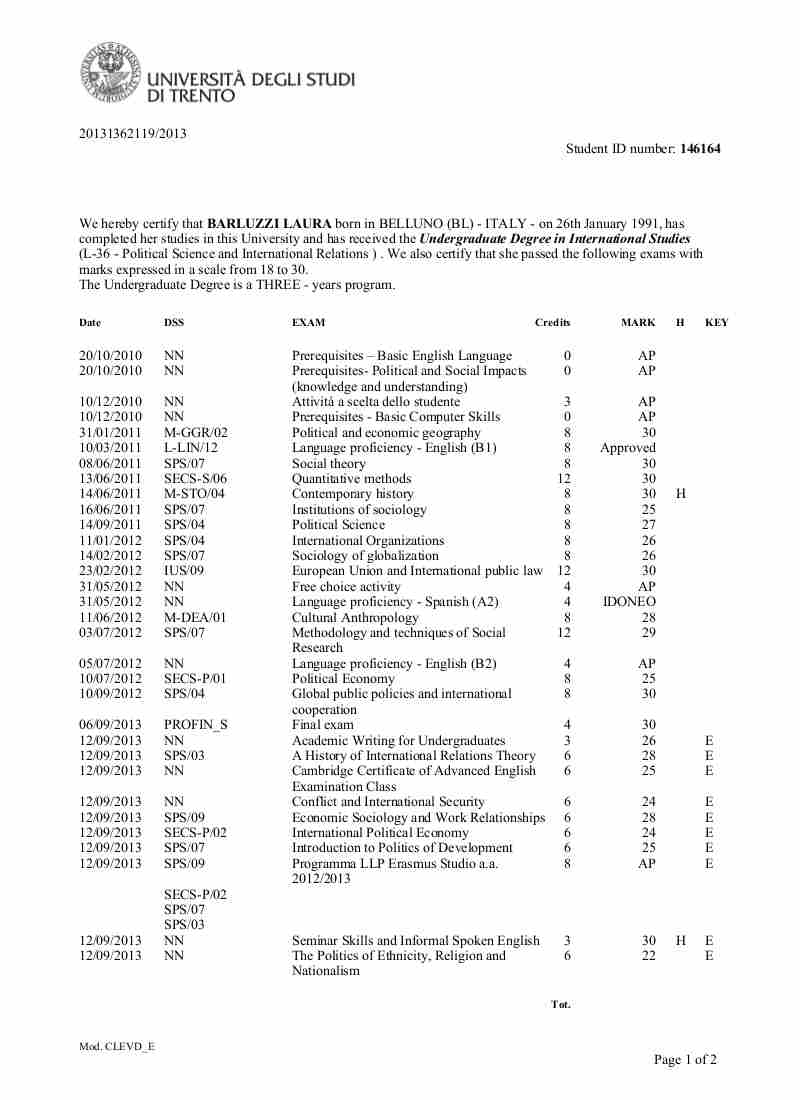 UNIVERSITÀ DEGLI STUDI
DI TRENTO
20131362119/2013
Student ID number: 146164
We hereby certify that BARLUZZI LAURA born in BELLUNO (BL) - ITALY - on 26th January 1991, has
completed her studies in this University and has received the Undergraduate Degree in International Studies
(L-36 - Political Science and International Relations ) . We also certify that she passed the following exams with
marks expressed in a scale from 18 to 30.
The Undergraduate Degree is a THREE - years program.
Date DSS EXAM Credits MARK H KEY
20/10/2010 NN Prerequisites – Basic English Language 0 AP
20/10/2010 NN Prerequisites- Political and Social Impacts 0 AP
(knowledge and understanding)
10/12/2010 NN Attivitá a scelta dello studente 3 AP
10/12/2010 NN Prerequisites - Basic Computer Skills 0 AP
31/01/2011 M-GGR/02 Political and economic geography 8 30
10/03/2011 L-LIN/12 Language proficiency - English (B1) 8 Approved
08/06/2011 SPS/07 Social theory 8 30
13/06/2011 SECS-S/06 Quantitative methods 12 30
14/06/2011 M-STO/04 Contemporary history 8 30 H
16/06/2011 SPS/07 Institutions of sociology 8 25
14/09/2011 SPS/04 Political Science 8 27
11/01/2012 SPS/04 International Organizations 8 26
14/02/2012 SPS/07 Sociology of globalization 8 26
23/02/2012 IUS/09 European Union and International public law 12 30
31/05/2012 NN Free choice activity 4 AP
31/05/2012 NN Language proficiency - Spanish (A2) 4 IDONEO
11/06/2012 M-DEA/01 Cultural Anthropology 8 28
03/07/2012 SPS/07 Methodology and techniques of Social 12 29
Research
05/07/2012 NN Language proficiency - English (B2) 4 AP
10/07/2012 SECS-P/01 Political Economy 8 25
10/09/2012 SPS/04 Global public policies and international 8 30
cooperation
06/09/2013 PROFIN_S Final exam 4 30
12/09/2013 NN Academic Writing for Undergraduates 3 26 E
12/09/2013 SPS/03 A History of International Relations Theory 6 28 E
12/09/2013 NN Cambridge Certificate of Advanced English 6 25 E
Examination Class
12/09/2013 NN Conflict and International Security 6 24 E
12/09/2013 SPS/09 Economic Sociology and Work Relationships 6 28 E
12/09/2013 SECS-P/02 International Political Economy 6 24 E
12/09/2013 SPS/07 Introduction to Politics of Development 6 25 E
12/09/2013 SPS/09 Programma LLP Erasmus Studio a.a. 8 AP E
2012/2013
SECS-P/02
SPS/07
SPS/03
12/09/2013 NN Seminar Skills and Informal Spoken English 3 30 H E
12/09/2013 NN The Politics of Ethnicity, Religion and 6 22 E
Nationalism
Tot.
Mod. CLEVD_E
Page 1 of 2